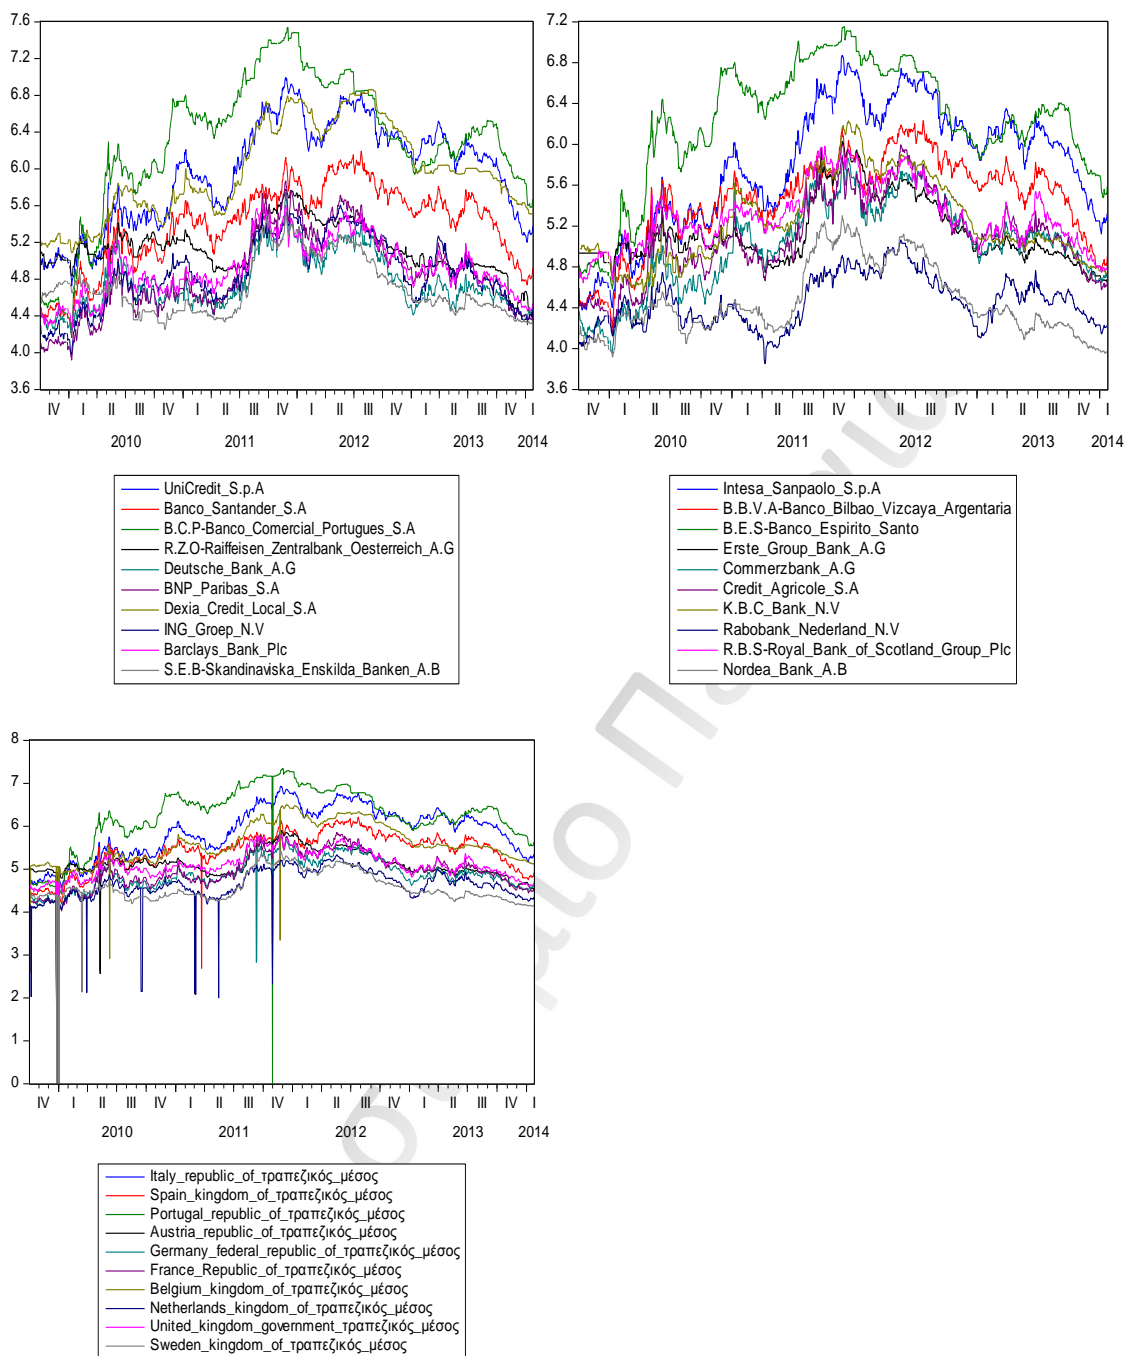 7.6
7.2
6.8
6.4
6.0
5.6
5.2
4.8
4.4
4.0
3.6
IV I II III IV I II III IV I II III IV I II III IV I
2010 2011 2012 2013 2014
UniCredit_S.p.A
Banco_Santander_S.A
B.C.P-Banco_Comercial_Portugues_S.A
R.Z.O-Raiffeisen_Zentralbank_Oesterreich_A.G
Deutsche_Bank_A.G
BNP_Paribas_S.A
Dexia_Credit_Local_S.A
ING_Groep_N.V
Barclays_Bank_Plc
S.E.B-Skandinaviska_Enskilda_Banken_A.B
7.2
6.8
6.4
6.0
5.6
5.2
4.8
4.4
4.0
3.6
IV I II III IV I II III IV I II III IV I II III IV I
2010 2011 2012 2013 2014
Intesa_Sanpaolo_S.p.A
B.B.V.A-Banco_Bilbao_Vizcaya_Argentaria
B.E.S-Banco_Espirito_Santo
Erste_Group_Bank_A.G
Commerzbank_A.G
Credit_Agricole_S.A
K.B.C_Bank_N.V
Rabobank_Nederland_N.V
R.B.S-Royal_Bank_of_Scotland_Group_Plc
Nordea_Bank_A.B
8
7
6
5
4
3
2
1
0
IV I II III IV I II III IV I II III IV I II III IV I
2010 2011 2012 2013 2014
Italy_republic_of_τραπεζικός_μέσος
Spain_kingdom_of_τραπεζικός_μέσος
Portugal_republic_of_τραπεζικός_μέσος
Austria_republic_of_τραπεζικός_μέσος
Germany_federal_republic_of_τραπεζικός_μέσος
France_Republic_of_τραπεζικός_μέσος
Belgium_kingdom_of_τραπεζικός_μέσος
Netherlands_kingdom_of_τραπεζικός_μέσος
United_kingdom_government_τραπεζικός_μέσος
Sweden_kingdom_of_τραπεζικός_μέσος